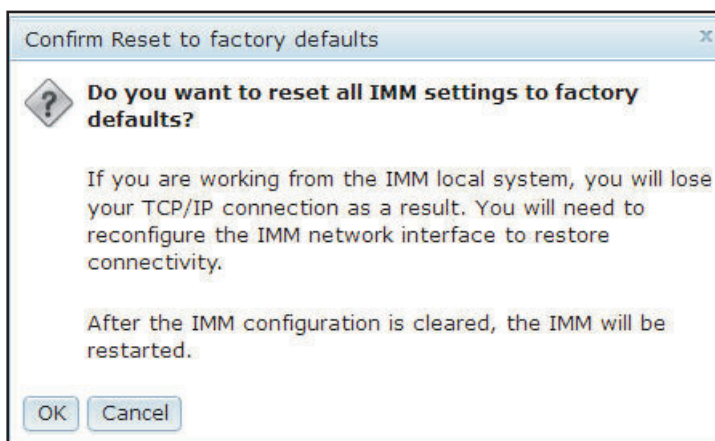 Confirm Reset to factory defaults x
? Do you want to reset all IMM settings to factory
defaults?
If you are working from the IMM local system, you will lose
your TCP/IP connection as a result. You will need to
reconfigure the IMM network interface to restore
connectivity.
After the IMM configuration is cleared, the IMM will be
restarted.
OK Cancel